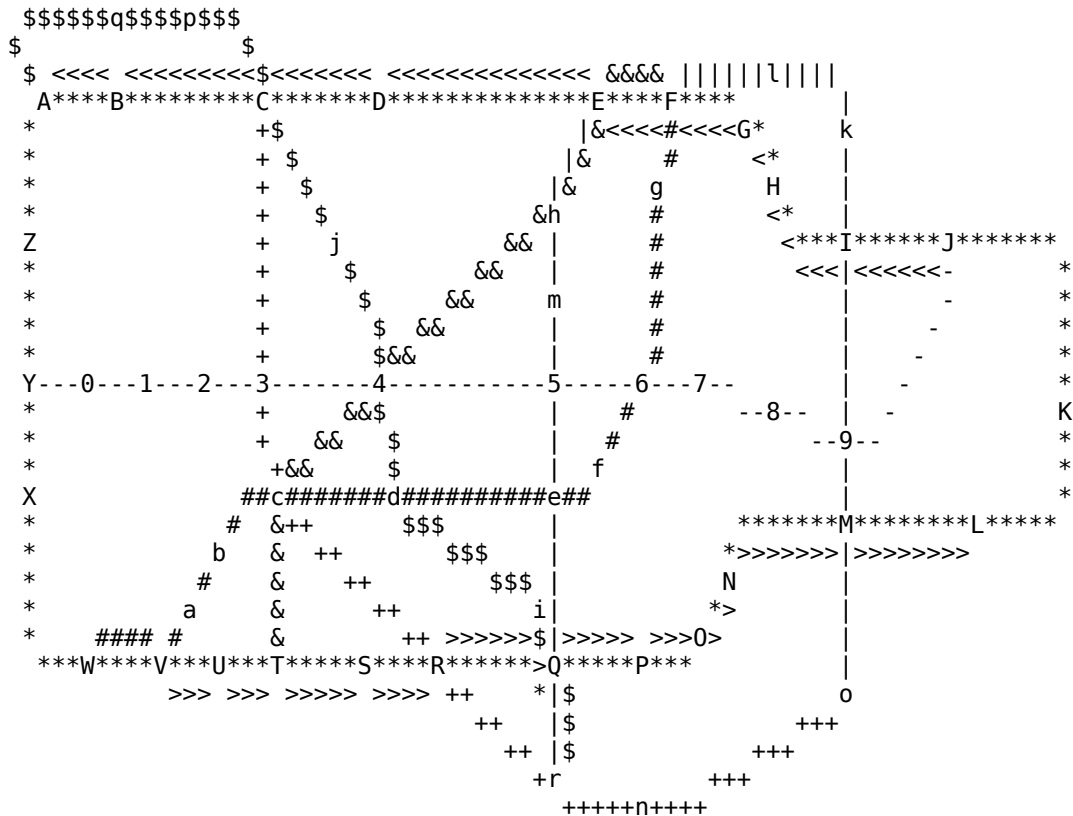 $$$$$$q$$$$p$$$
$               $
 $ <<<< <<<<<<<<<$<<<<<<< <<<<<<<<<<<<<< &&&& ||||||l||||
  A****B*********C*******D**************E****F****       |
 *               +$                    |&<<<<#<<<<G*     k
 *               + $                  |&     #     <*    |
 *               +  $                |&     g       H    |
 *               +   $              &h      #       <*   |
 Z               +    j           && |      #        <***I******J*******
 *               +     $        &&   |      #         <<<|<<<<<<-       *
 *               +      $     &&     m      #            |      -       *
 *               +       $  &&       |      #            |     -        *
 *               +       $&&         |      #            |    -         *
 Y---0---1---2---3-------4-----------5-----6---7--       |   -          *
 *               +     &&$           |    #       --8--  |  -           K
 *               +   &&   $          |   #             --9--            *
 *                +&&     $          |  f                |              *
 X              ##c#######d##########e##                 |              *
 *             #  &++      $$$       |            *******M********L*****
 *            b   &  ++       $$$    |           *>>>>>>>|>>>>>>>>
 *           #    &    ++        $$$ |           N       |
 *          a     &      ++         i|          *>       |
 *    #### #      &        ++ >>>>>>$|>>>>> >>>O>        |
  ***W****V***U***T*****S****R******>Q*****P***          |
           >>> >>> >>>>> >>>> ++    *|$                  o
                                ++   |$               +++
                                  ++ |$            +++
                                    +r          +++
                                      +++++n++++